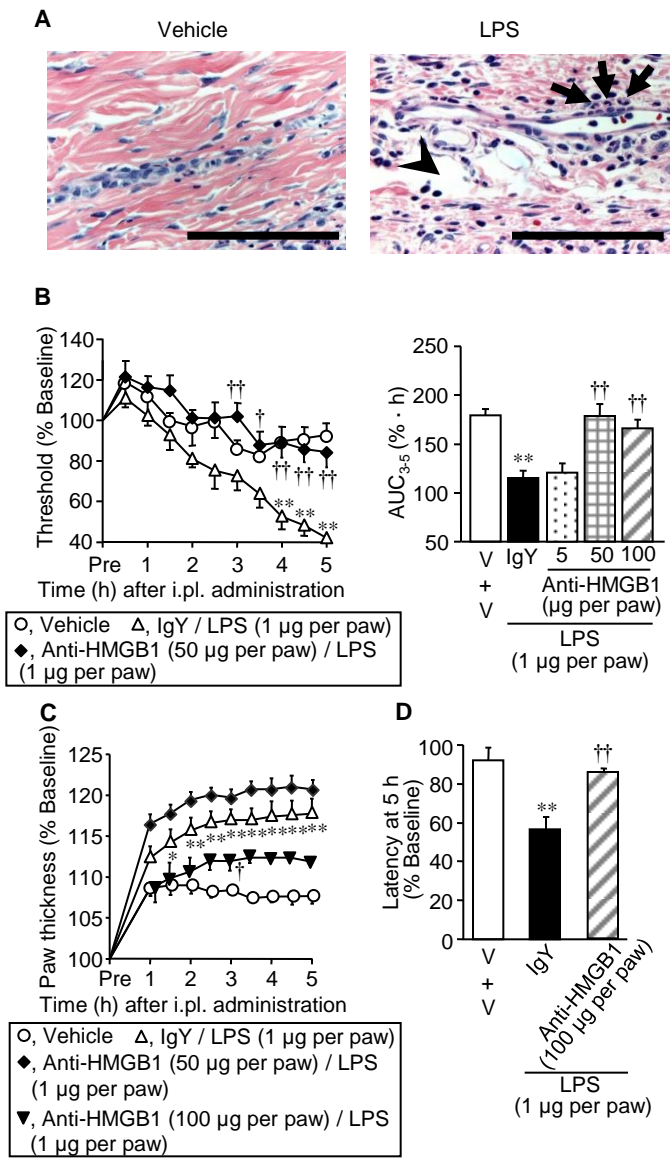 A
Vehicle
LPS
B
Threshold (% Baseline)
140
120
100
80
60
40
††
†
††
††
††
**
**
**
Pre
1
2
3
4
5
Time (h) after i.pl. administration
○, Vehicle △, IgY / LPS (1 µg per paw)
◆, Anti-HMGB1 (50 µg per paw) / LPS
(1 µg per paw)
AUC3-5 (% · h)
250
200
150
100
50
**
††
††
V
+
V
IgY
5
50
100
Anti-HMGB1
(µg per paw)
LPS
(1 µg per paw)
C
Paw thickness (% Baseline)
125
120
115
110
105
100
*
**
**
**
**
**
**
**
†
Pre
1
2
3
4
5
Time (h) after i.pl. administration
○, Vehicle △, IgY / LPS (1 µg per paw)
◆, Anti-HMGB1 (50 µg per paw) / LPS
(1 µg per paw)
▼, Anti-HMGB1 (100 µg per paw) / LPS
(1 µg per paw)
D
Latency at 5 h
(% Baseline)
100
80
60
40
20
0
**
††
V
+
V
IgY
Anti-HMGB1
(100 µg per paw)
LPS
(1 µg per paw)